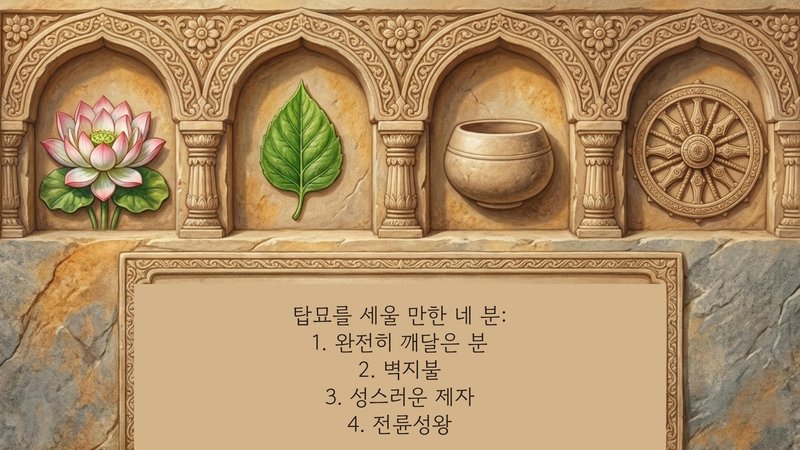 탑묘를 세울 만한 네 분:
1. 완전히 깨달은 분
2. 벽지불
3. 성스러운 제자
4. 전륜성왕